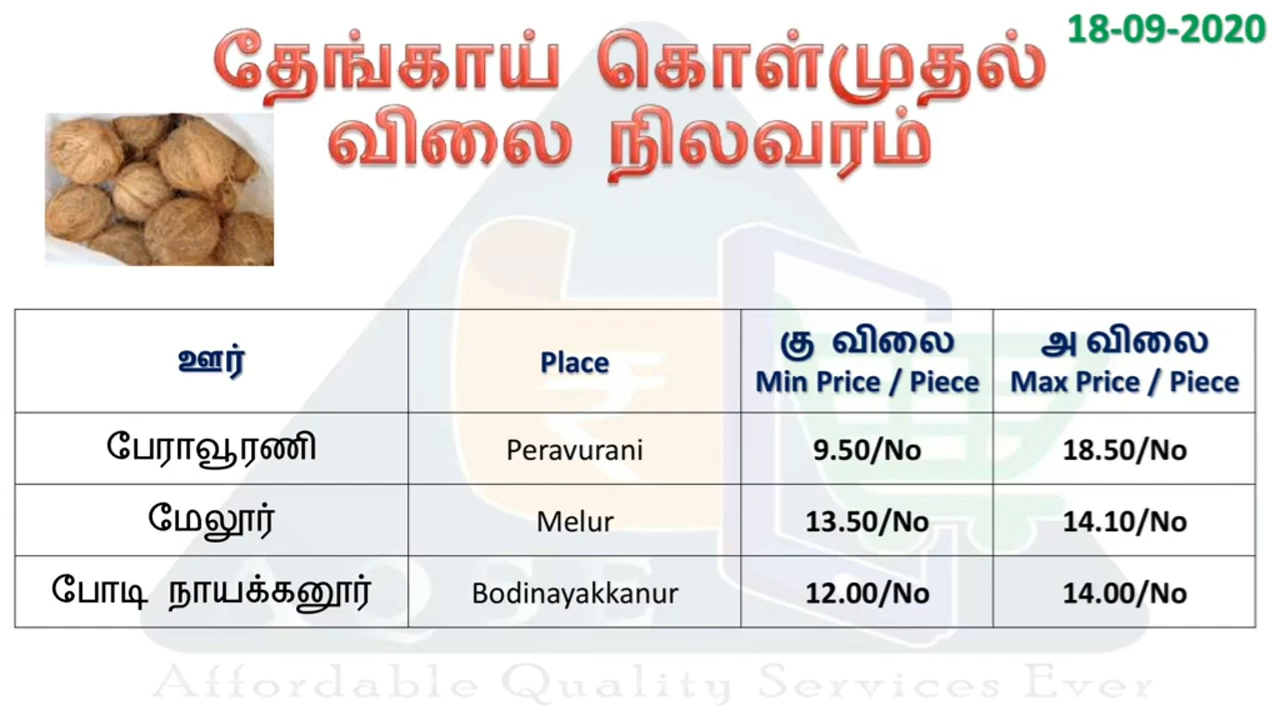 18-09-2020
தேங்காய் கொள்முதல்
விலை நிலவரம்
ஊர் Place கு விலை Min Price / Piece அ விலை Max Price / Piece
பேராவூரணி Peravurani 9.50/No 18.50/No
மேலூர் Melur 13.50/No 14.10/No
போடி நாயக்கனூர் Bodinayakkanur 12.00/No 14.00/No
AQSE
Affordable Quality Services Ever